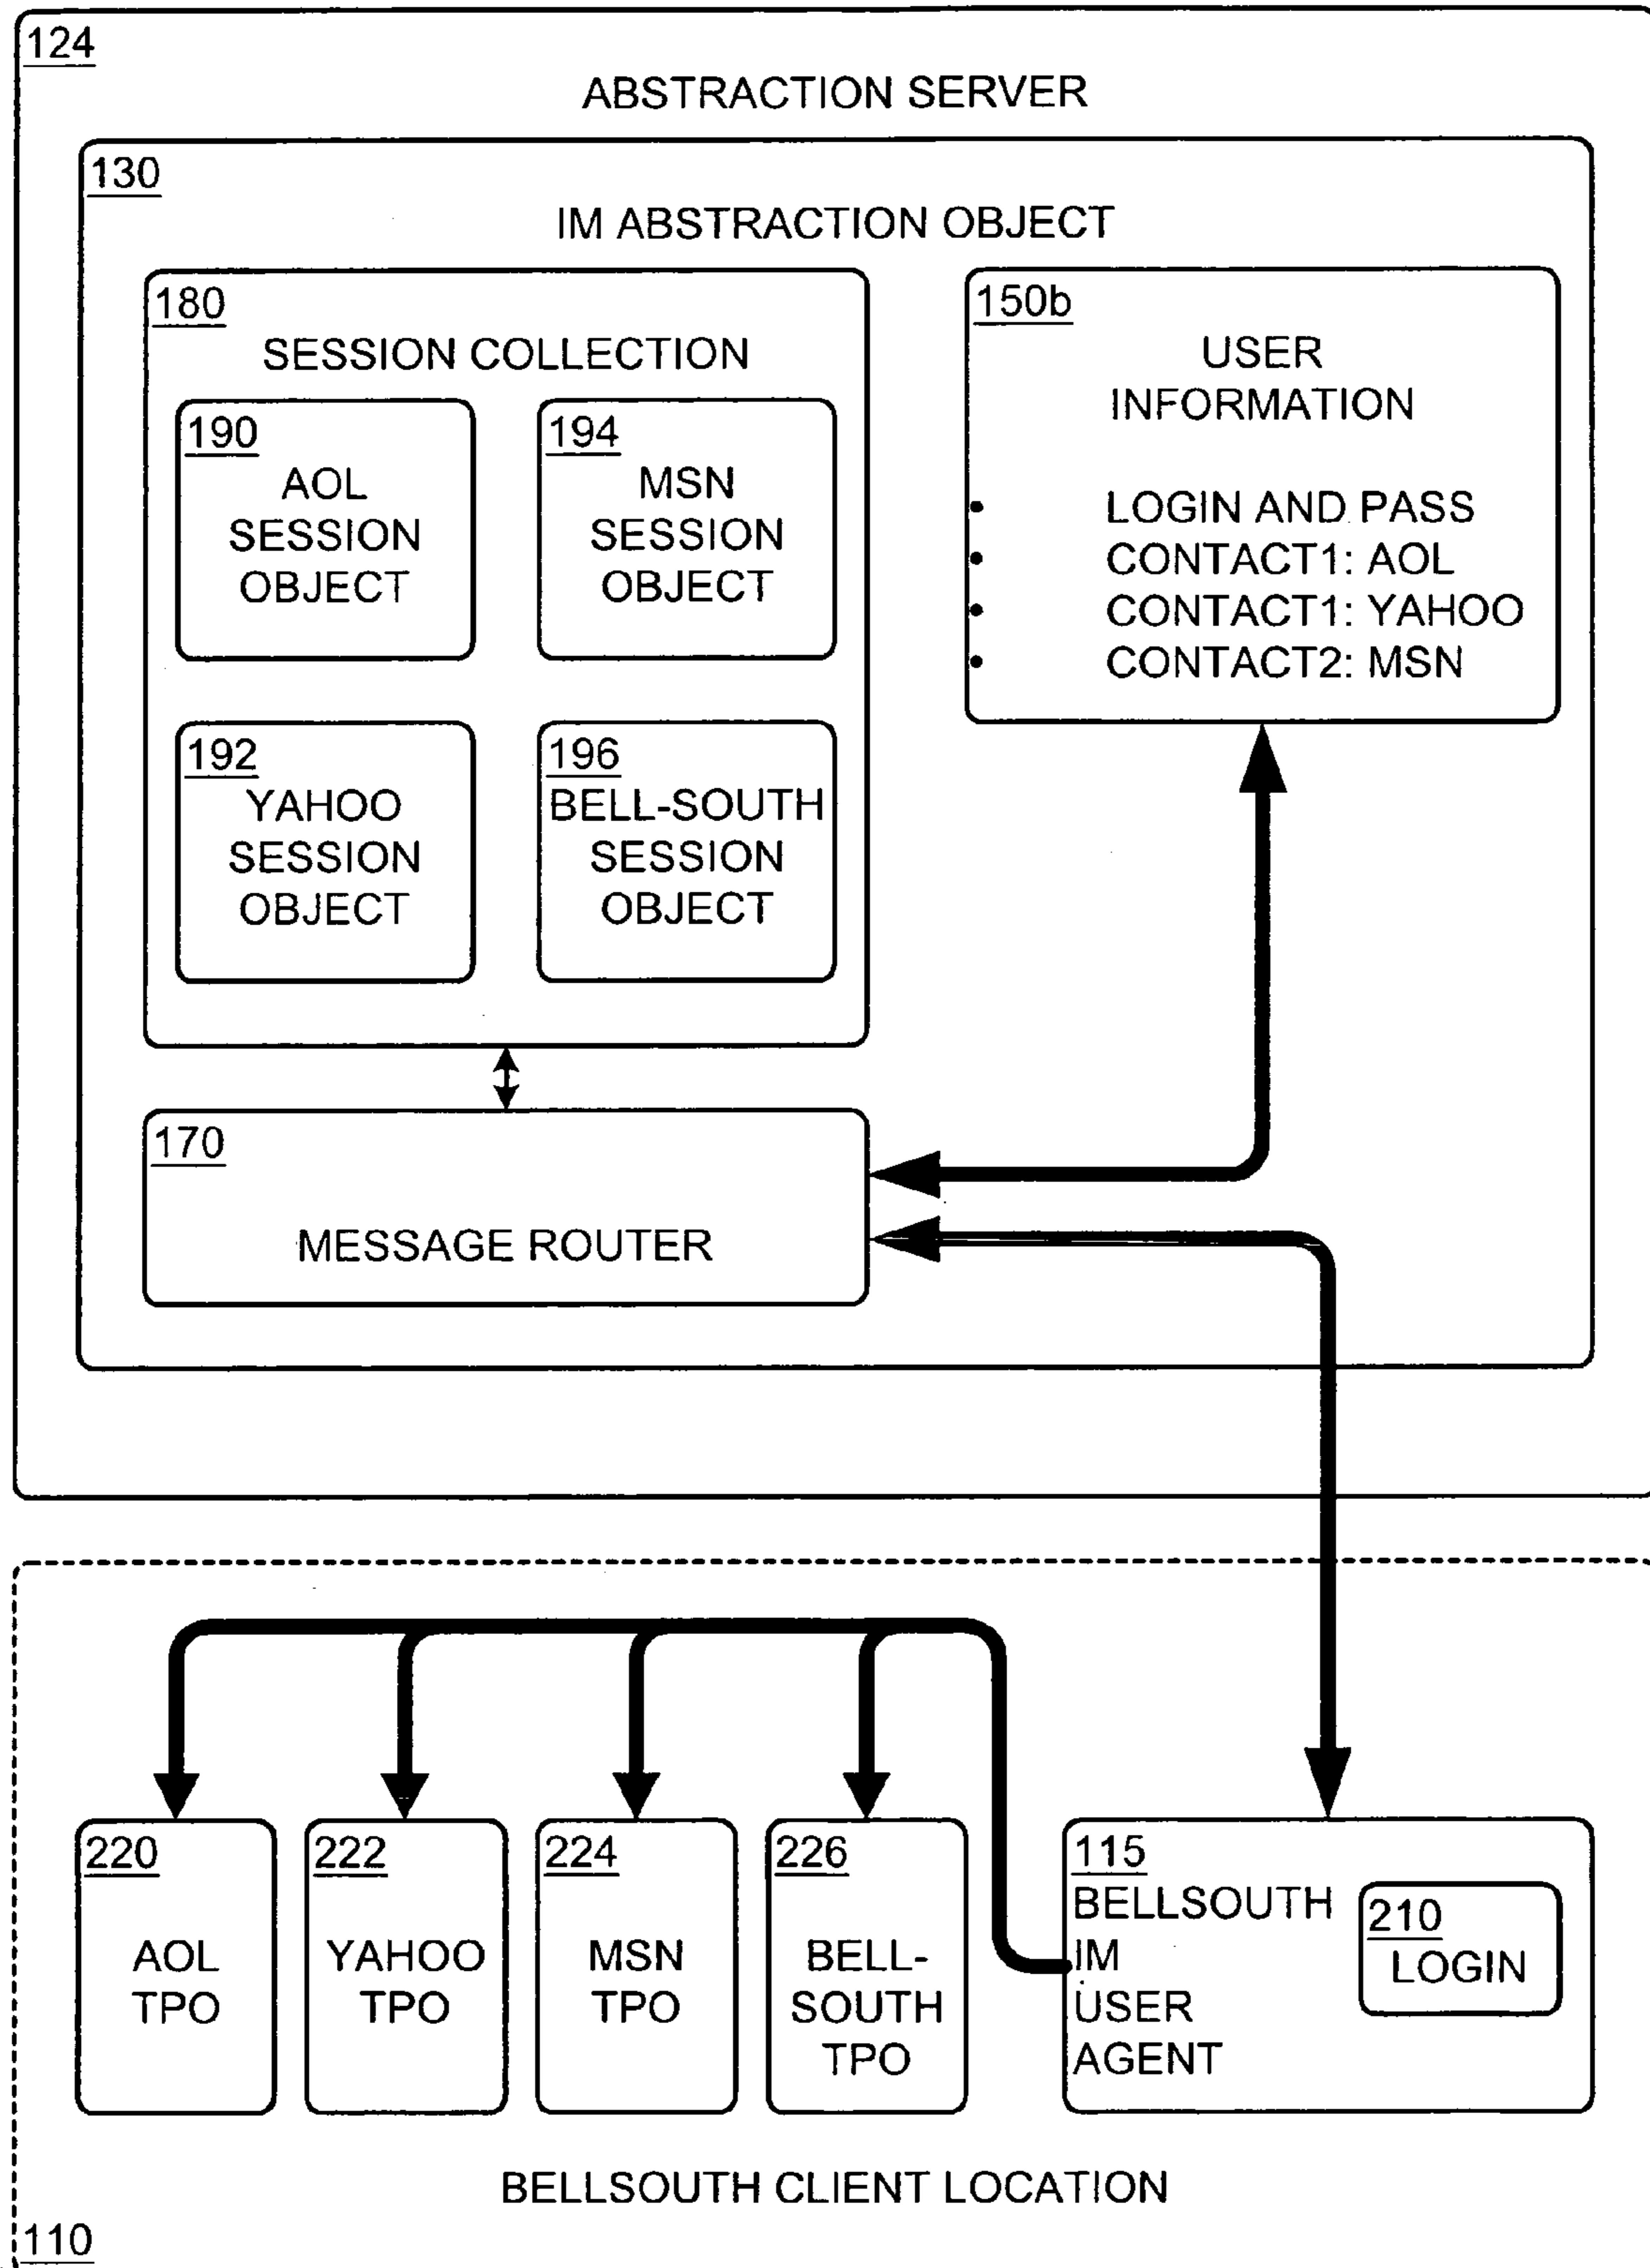 124
ABSTRACTION SERVER
130
IM ABSTRACTION OBJECT
180
SESSION COLLECTION
190
AOL
SESSION
OBJECT
194
MSN
SESSION
OBJECT
192
YAHOO
SESSION
OBJECT
196
BELL-SOUTH
SESSION
OBJECT
150b
USER
INFORMATION
• LOGIN AND PASS
• CONTACT1: AOL
• CONTACT1: YAHOO
• CONTACT2: MSN
170
MESSAGE ROUTER
220
AOL
TPO
222
YAHOO
TPO
224
MSN
TPO
226
BELL-
SOUTH
TPO
115
BELLSOUTH
IM
USER
AGENT
210
LOGIN
BELLSOUTH CLIENT LOCATION
110